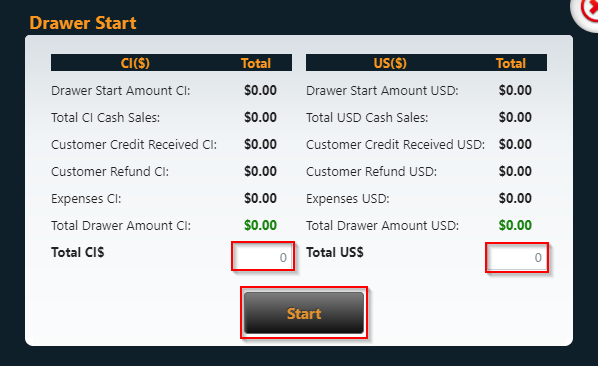 Drawer Start
CI($) Total US($) Total
Drawer Start Amount CI: $0.00 Drawer Start Amount USD: $0.00
Total CI Cash Sales: $0.00 Total USD Cash Sales: $0.00
Customer Credit Received CI: $0.00 Customer Credit Received USD: $0.00
Customer Refund CI: $0.00 Customer Refund USD: $0.00
Expenses CI: $0.00 Expenses USD: $0.00
Total Drawer Amount CI: $0.00 Total Drawer Amount USD: $0.00
Total CI$ 0 Total US$ 0
Start